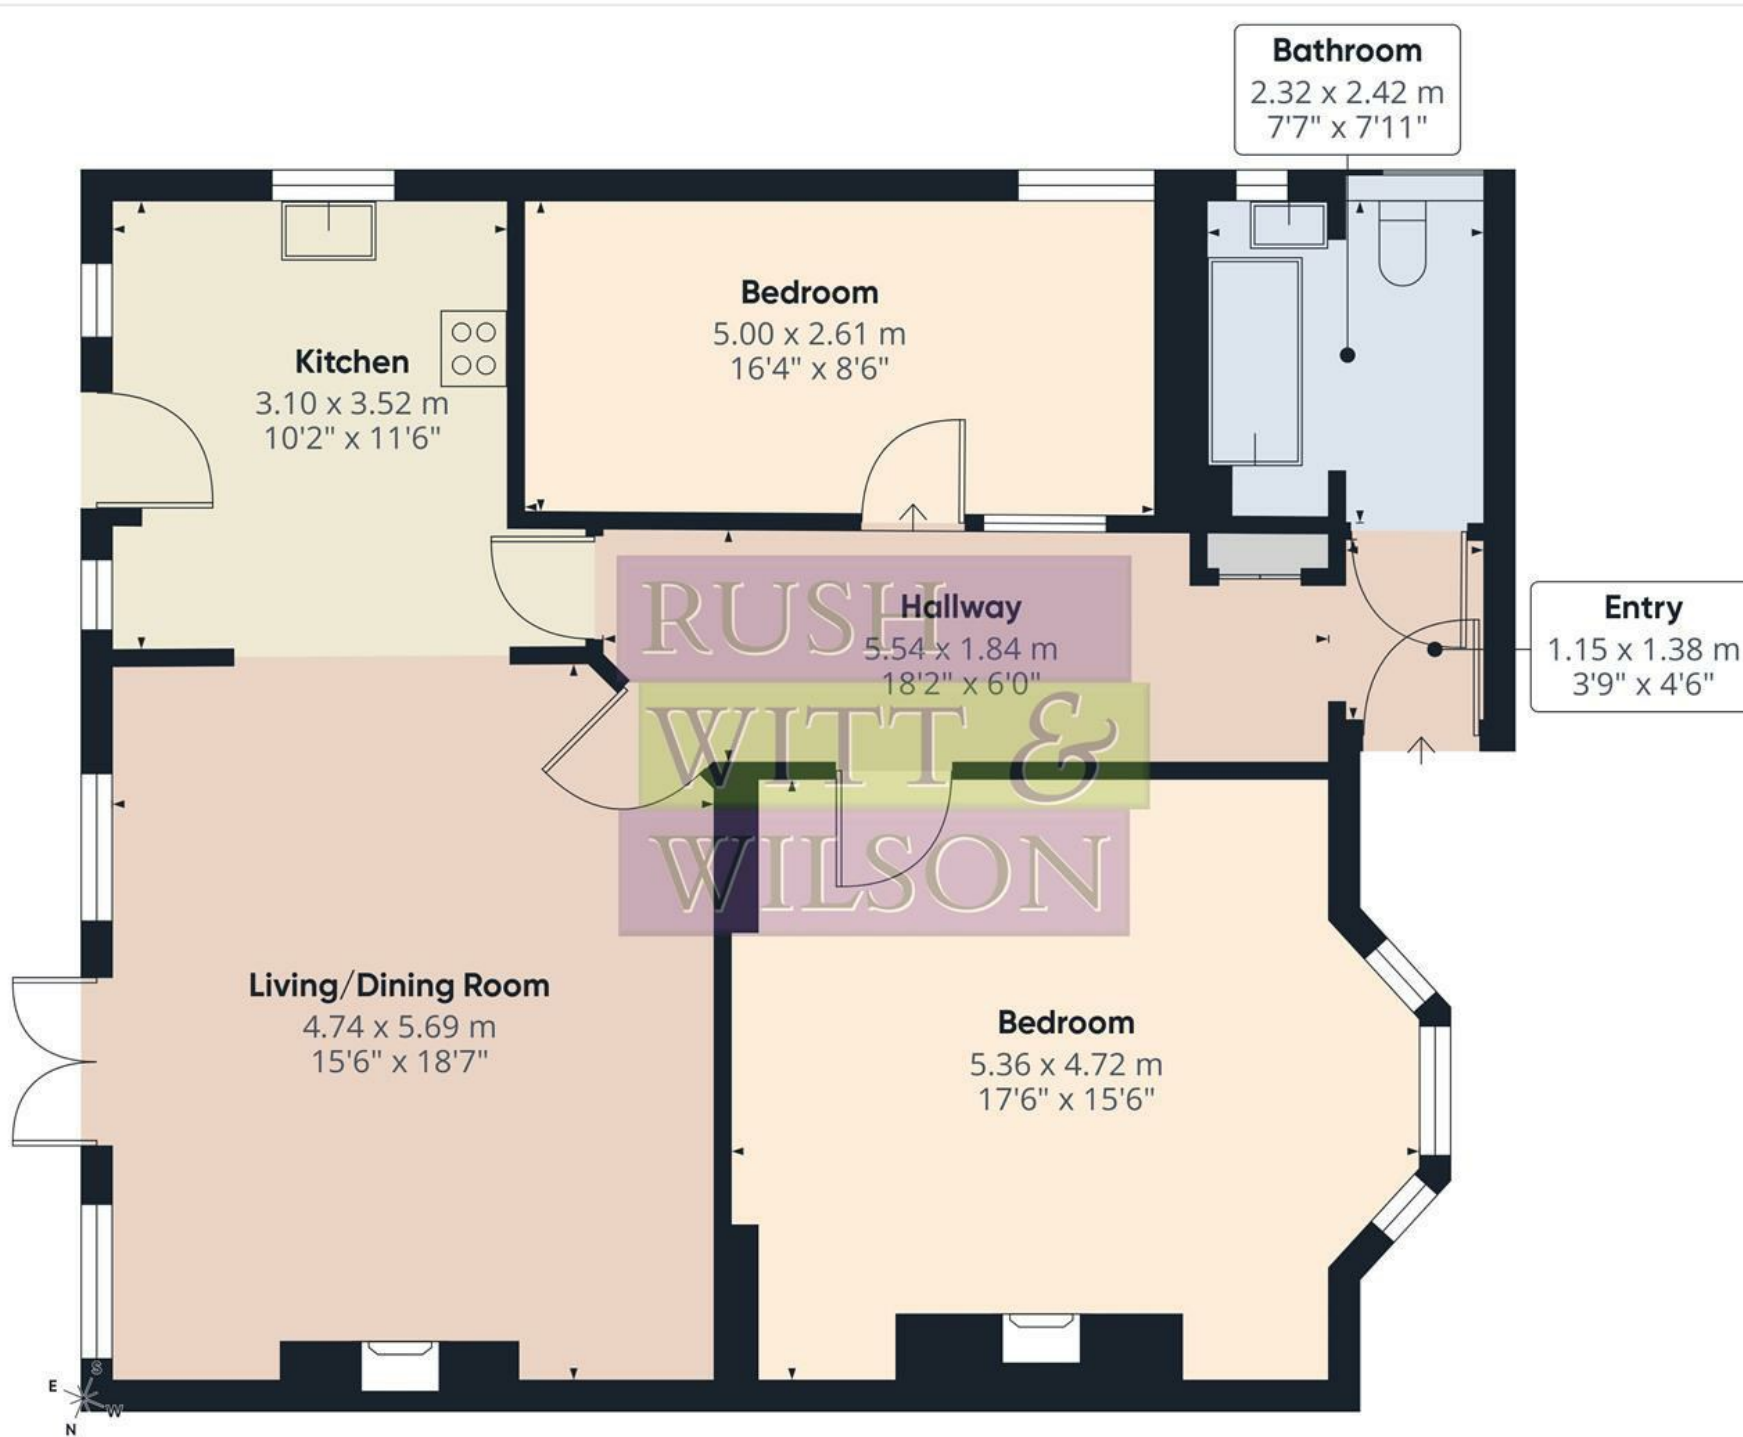 Bathroom
2.32 x 2.42 m
7'7" x 7'11"
Bedroom
5.00 x 2.61 m
16'4" x 8'6"
Kitchen
3.10 x 3.52 m
10'2" x 11'6"
RUSH
WITT &
WILSON
Hallway
5.54 x 1.84 m
18'2" x 6'0"
Entry
1.15 x 1.38 m
3'9" x 4'6"
Living/Dining Room
4.74 x 5.69 m
15'6" x 18'7"
Bedroom
5.36 x 4.72 m
17'6" x 15'6"
S
E
W
N